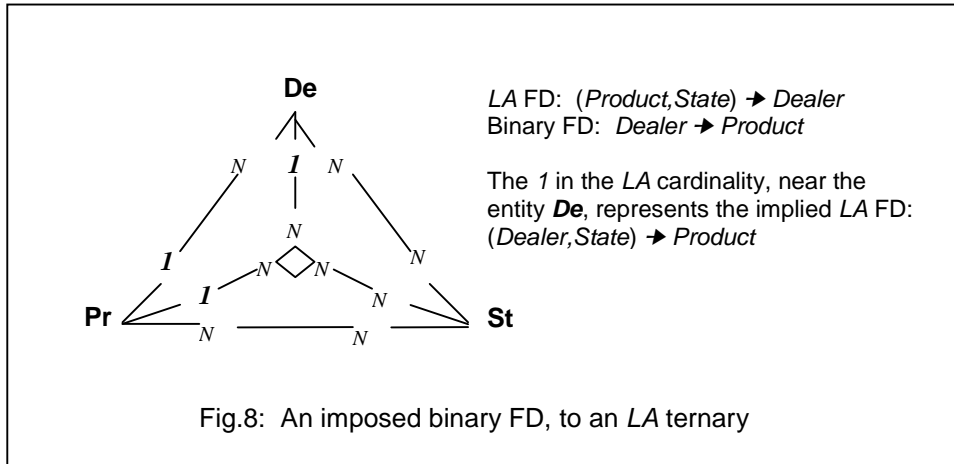 De
LA FD: (Product,State) → Dealer
Binary FD: Dealer → Product
N 1 N
The 1 in the LA cardinality, near the
entity De, represents the implied LA FD:
(Dealer,State) → Product
N
1 N N N
1 N
Pr St
N N
Fig.8: An imposed binary FD, to an LA ternary